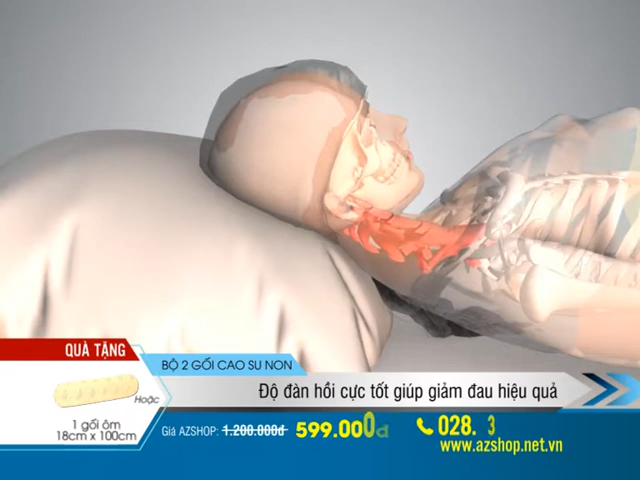 QUÀ TẶNG
Hoặc
1 gối ôm
18cm x 100cm
BỘ 2 GỐI CAO SU NON
Độ đàn hồi cực tốt giúp giảm đau hiệu quả
Giá AZSHOP: 1.200.000đ 599.000đ
028. 3
www.azshop.net.vn